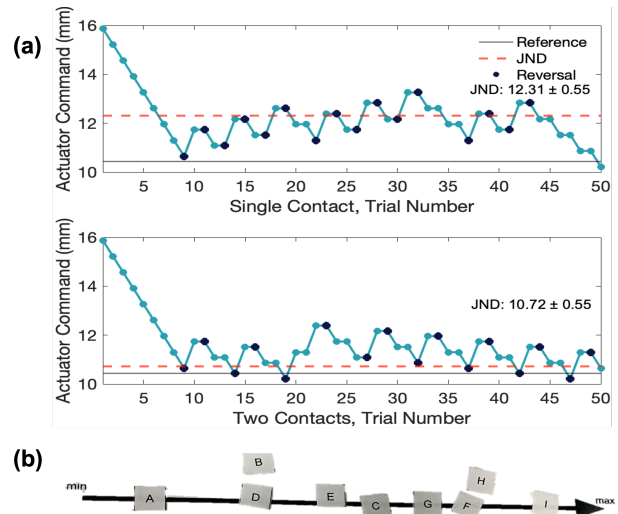 (a)
16
14
12
10
Actuator Command (mm)
Reference
JND
Reversal
JND: 12.31 ± 0.55
5 10 15 20 25 30 35 40 45 50
Single Contact, Trial Number
16
14
12
10
Actuator Command (mm)
JND: 10.72 ± 0.55
5 10 15 20 25 30 35 40 45 50
Two Contacts, Trial Number
(b)
min
A
B
D
E
C
G
F
H
I
max